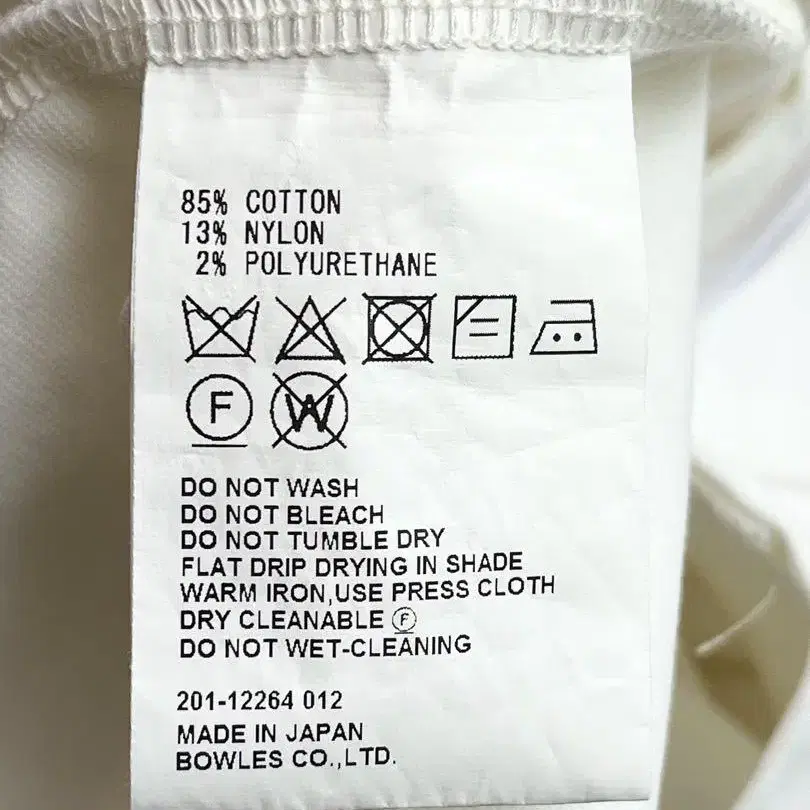 85% COTTON
13% NYLON
2% POLYURETHANE
F W
DO NOT WASH
DO NOT BLEACH
DO NOT TUMBLE DRY
FLAT DRIP DRYING IN SHADE
WARM IRON,USE PRESS CLOTH
DRY CLEANABLE Ⓕ
DO NOT WET-CLEANING
201-12264 012
MADE IN JAPAN
BOWLES CO.,LTD.